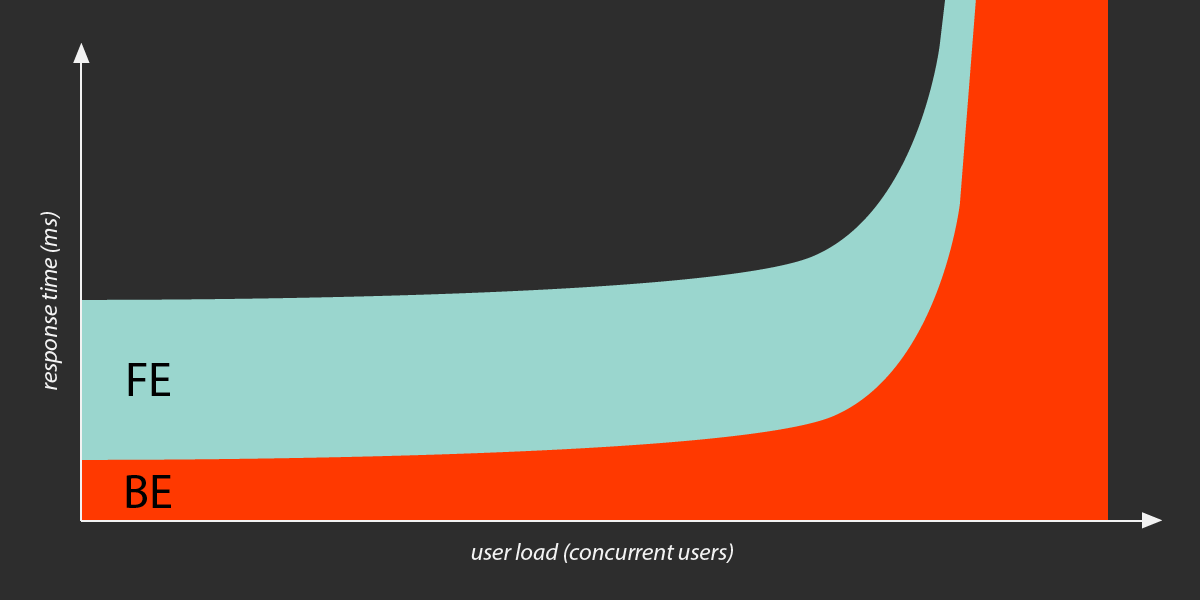 response time (ms)
FE
BE
user load (concurrent users)